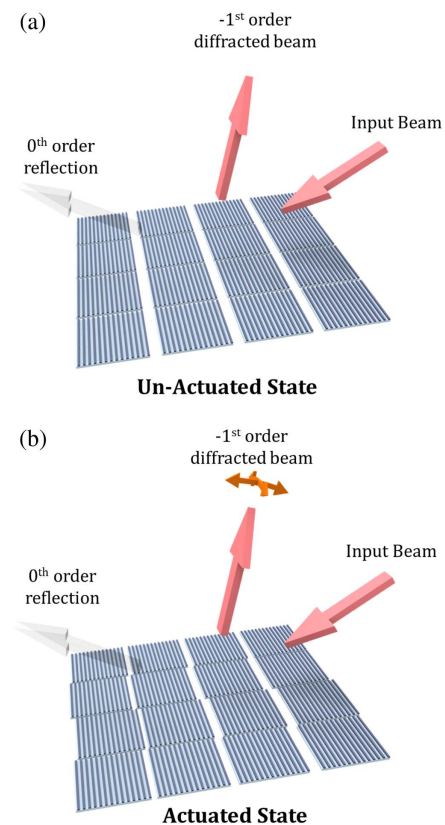 (a)
-1st order
diffracted beam
Input Beam
0th order
reflection
Un-Actuated State
(b)
-1st order
diffracted beam
Input Beam
0th order
reflection
Actuated State